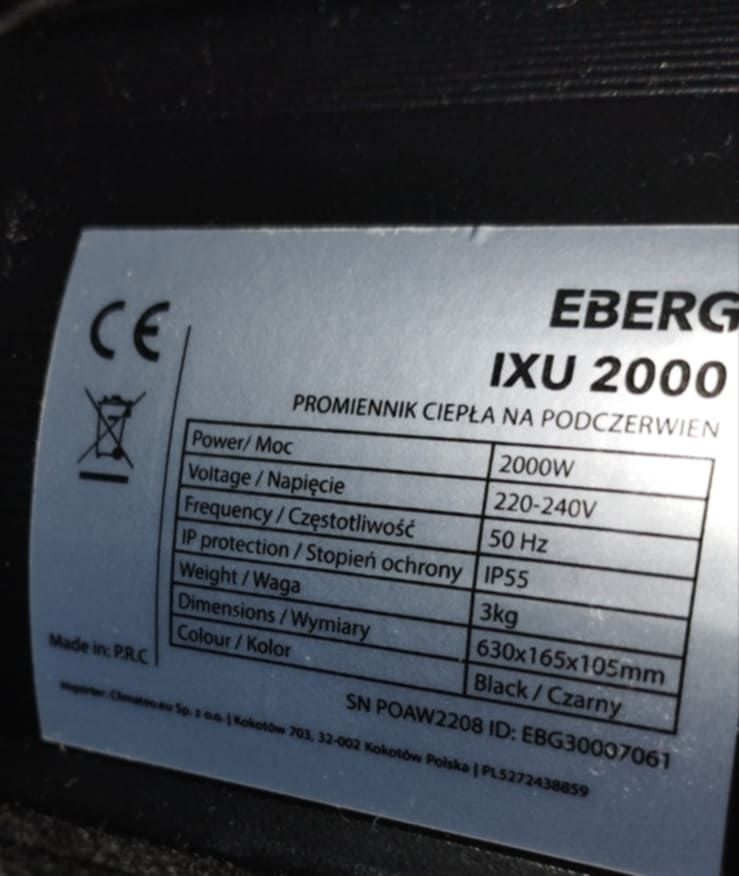 CE
EBERG
IXU 2000
PROMIENNIK CIEPŁA NA PODCZERWIEN
Power/ Moc 2000W
Voltage / Napięcie 220-240V
Frequency / Częstotliwość 50 Hz
IP protection / Stopień ochrony IP55
Weight / Waga 3kg
Dimensions / Wymiary 630x165x105mm
Colour / Kolor Black / Czarny
Made in: P.R.C
SN POAW2208 ID: EBG30007061
Importer: Climateo.eu Sp. z o.o. | Kokotów 703, 32-002 Kokotów Polska | PL5272438859